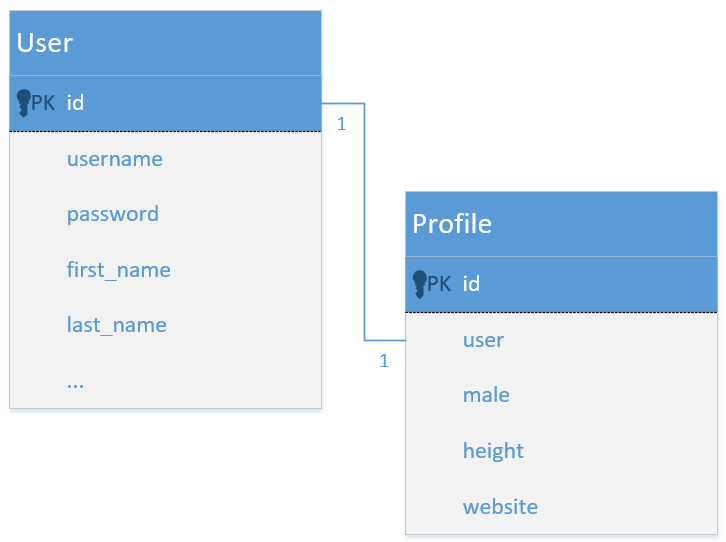 User
PK id
username
password
first_name
last_name
...
1
1
Profile
PK id
user
male
height
website